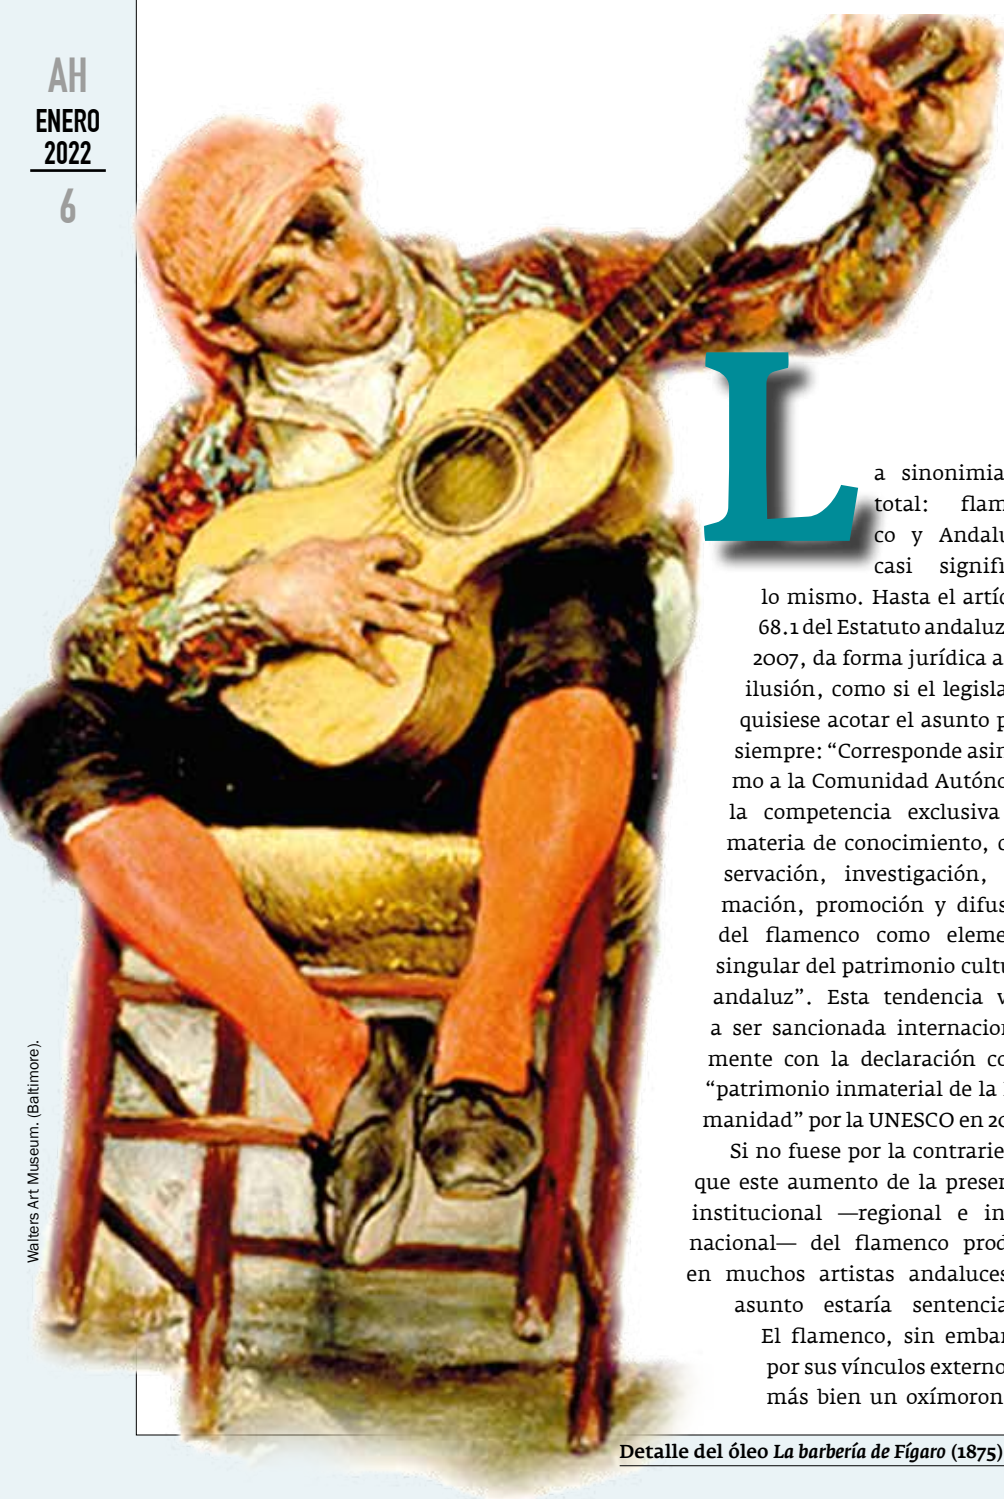 AH
ENERO
2022
6
La sinonimia
total: flam
co y Andalu
casi signifi
lo mismo. Hasta el artíc
68.1 del Estatuto andaluz
2007, da forma jurídica a
ilusión, como si el legisla
quisiese acotar el asunto p
siempre: “Corresponde asim
mo a la Comunidad Autóno
la competencia exclusiva
materia de conocimiento, c
servación, investigación,
mación, promoción y difus
del flamenco como eleme
singular del patrimonio cultu
andaluz”. Esta tendencia v
a ser sancionada internacion
mente con la declaración co
“patrimonio inmaterial de la
manidad” por la UNESCO en 20
Si no fuese por la contrarie
que este aumento de la presen
institucional —regional e in
nacional— del flamenco prod
en muchos artistas andaluces
asunto estaría sentencia
El flamenco, sin embar
por sus vínculos externo
más bien un oxímoron
Walters Art Museum. (Baltimore).
Detalle del óleo La barbería de Fígaro (1875)